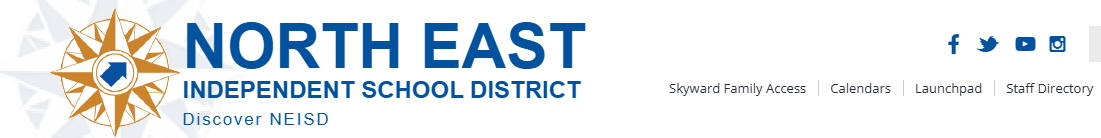 NORTH EAST
INDEPENDENT SCHOOL DISTRICT
Discover NEISD
Skyward Family Access
Calendars
Launchpad
Staff Directory